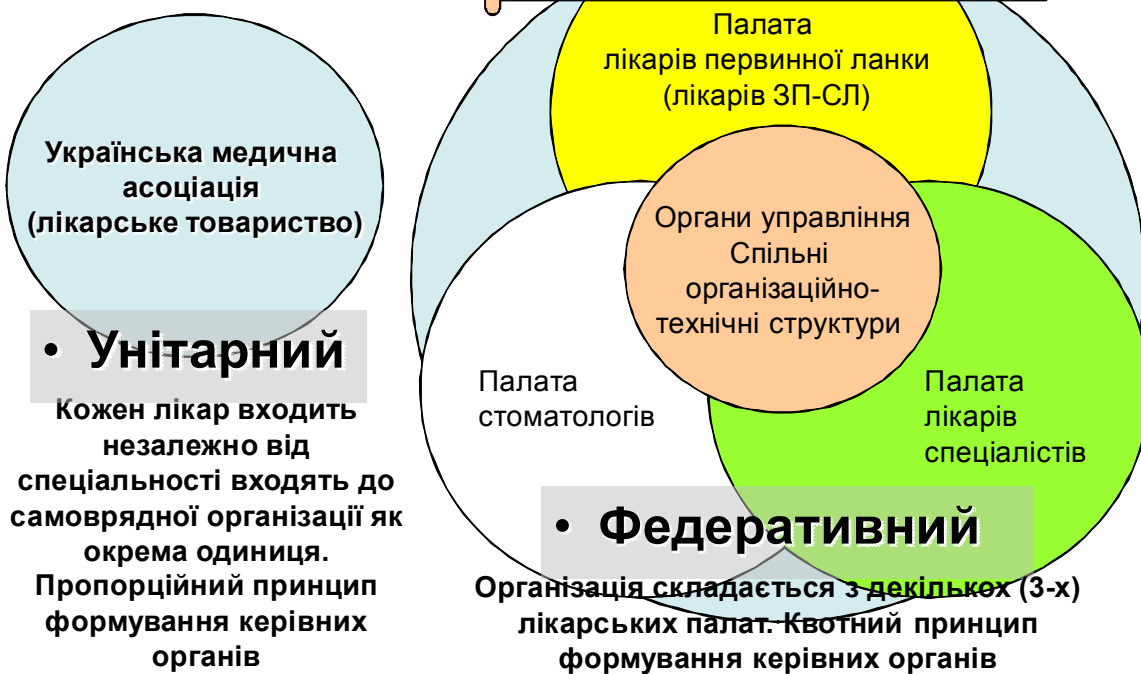 Українська медична
асоціація
(лікарське товариство)
• Унітарний
Кожен лікар входить
незалежно від
спеціальності входять до
самоврядної організації як
окрема одиниця.
Пропорційний принцип
формування керівних
органів
Палата
лікарів первинної ланки
(лікарів ЗП-СЛ)
Органи управління
Спільні
організаційно-
технічні структури
Палата
стоматологів
Палата
лікарів
спеціалістів
• Федеративний
Організація складається з декількох (3-х)
лікарських палат. Квотний принцип
формування керівних органів